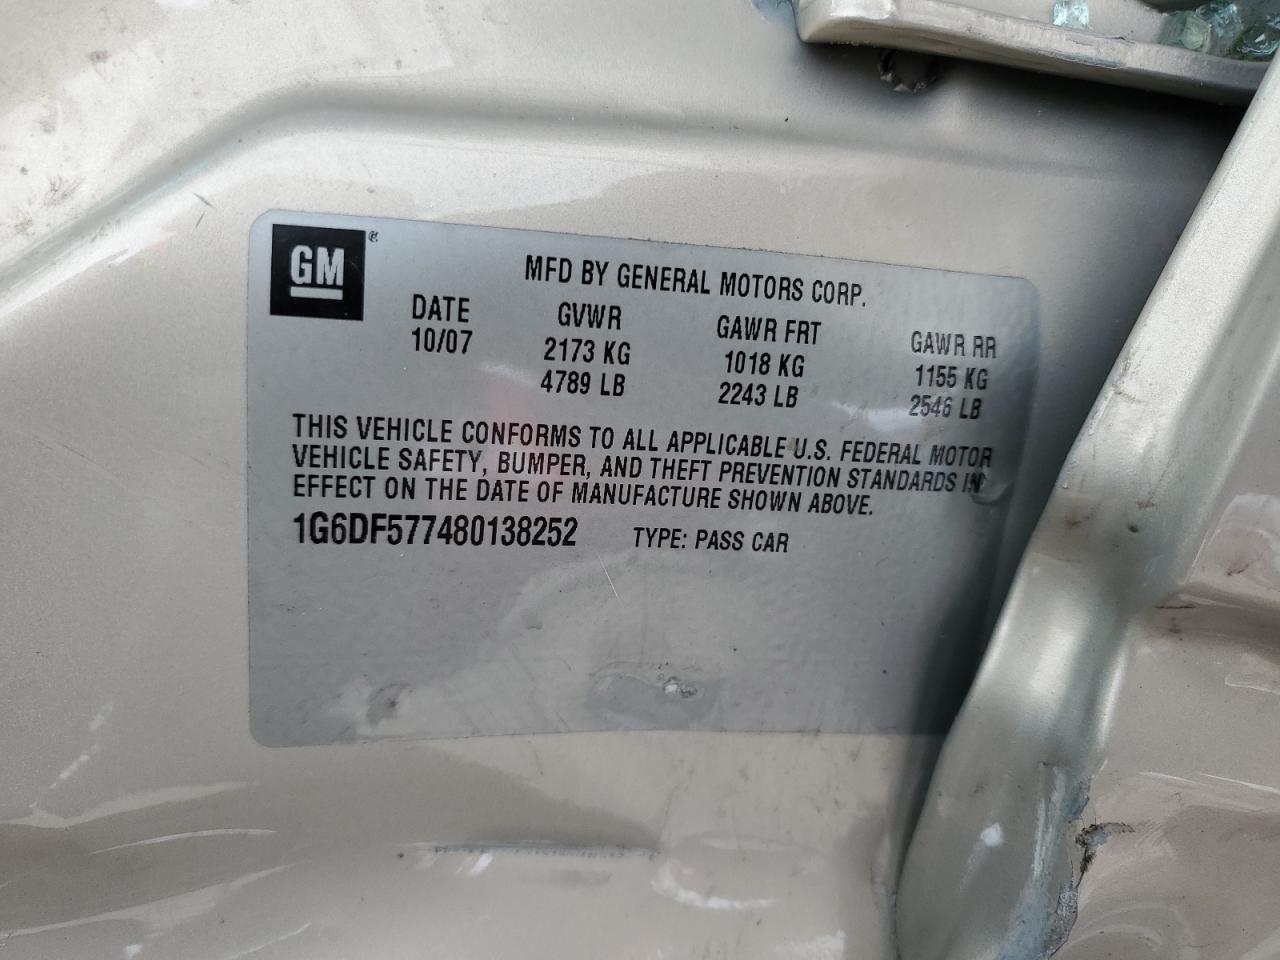 GM
MFD BY GENERAL MOTORS CORP.
DATE GVWR GAWR FRT GAWR RR
10/07 2173 KG 1018 KG 1155 KG
4789 LB 2243 LB 2546 LB
THIS VEHICLE CONFORMS TO ALL APPLICABLE U.S. FEDERAL MOTOR
VEHICLE SAFETY, BUMPER, AND THEFT PREVENTION STANDARDS IN
EFFECT ON THE DATE OF MANUFACTURE SHOWN ABOVE.
1G6DF577480138252 TYPE: PASS CAR